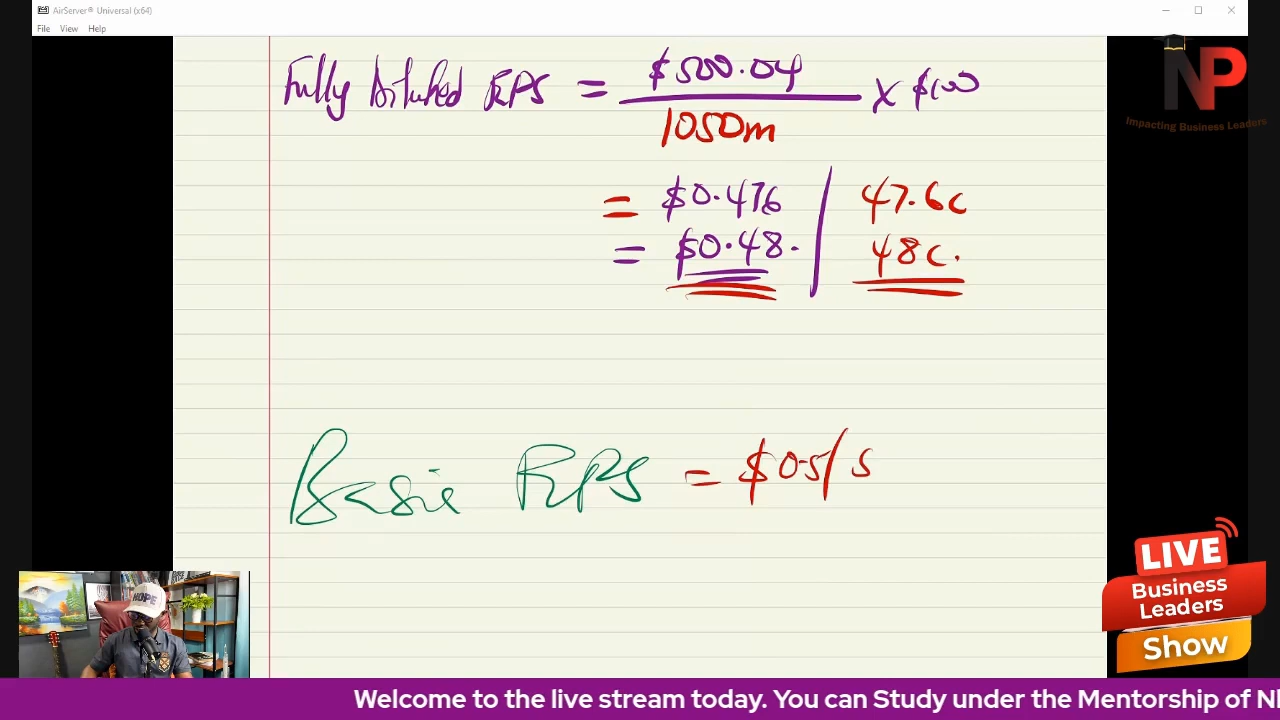 AirServer® Universal (x64)
File View Help
Fully Diluted EPS = $500.04 / 1050m x $100
= $0.476 | 47.6c
= $0.48. | 48c.
Basic EPS = $0.5/s
NP
Impacting Business Leaders
HOPE
LIVE
Business
Leaders
Show
Welcome to the live stream today. You can Study under the Mentorship of N